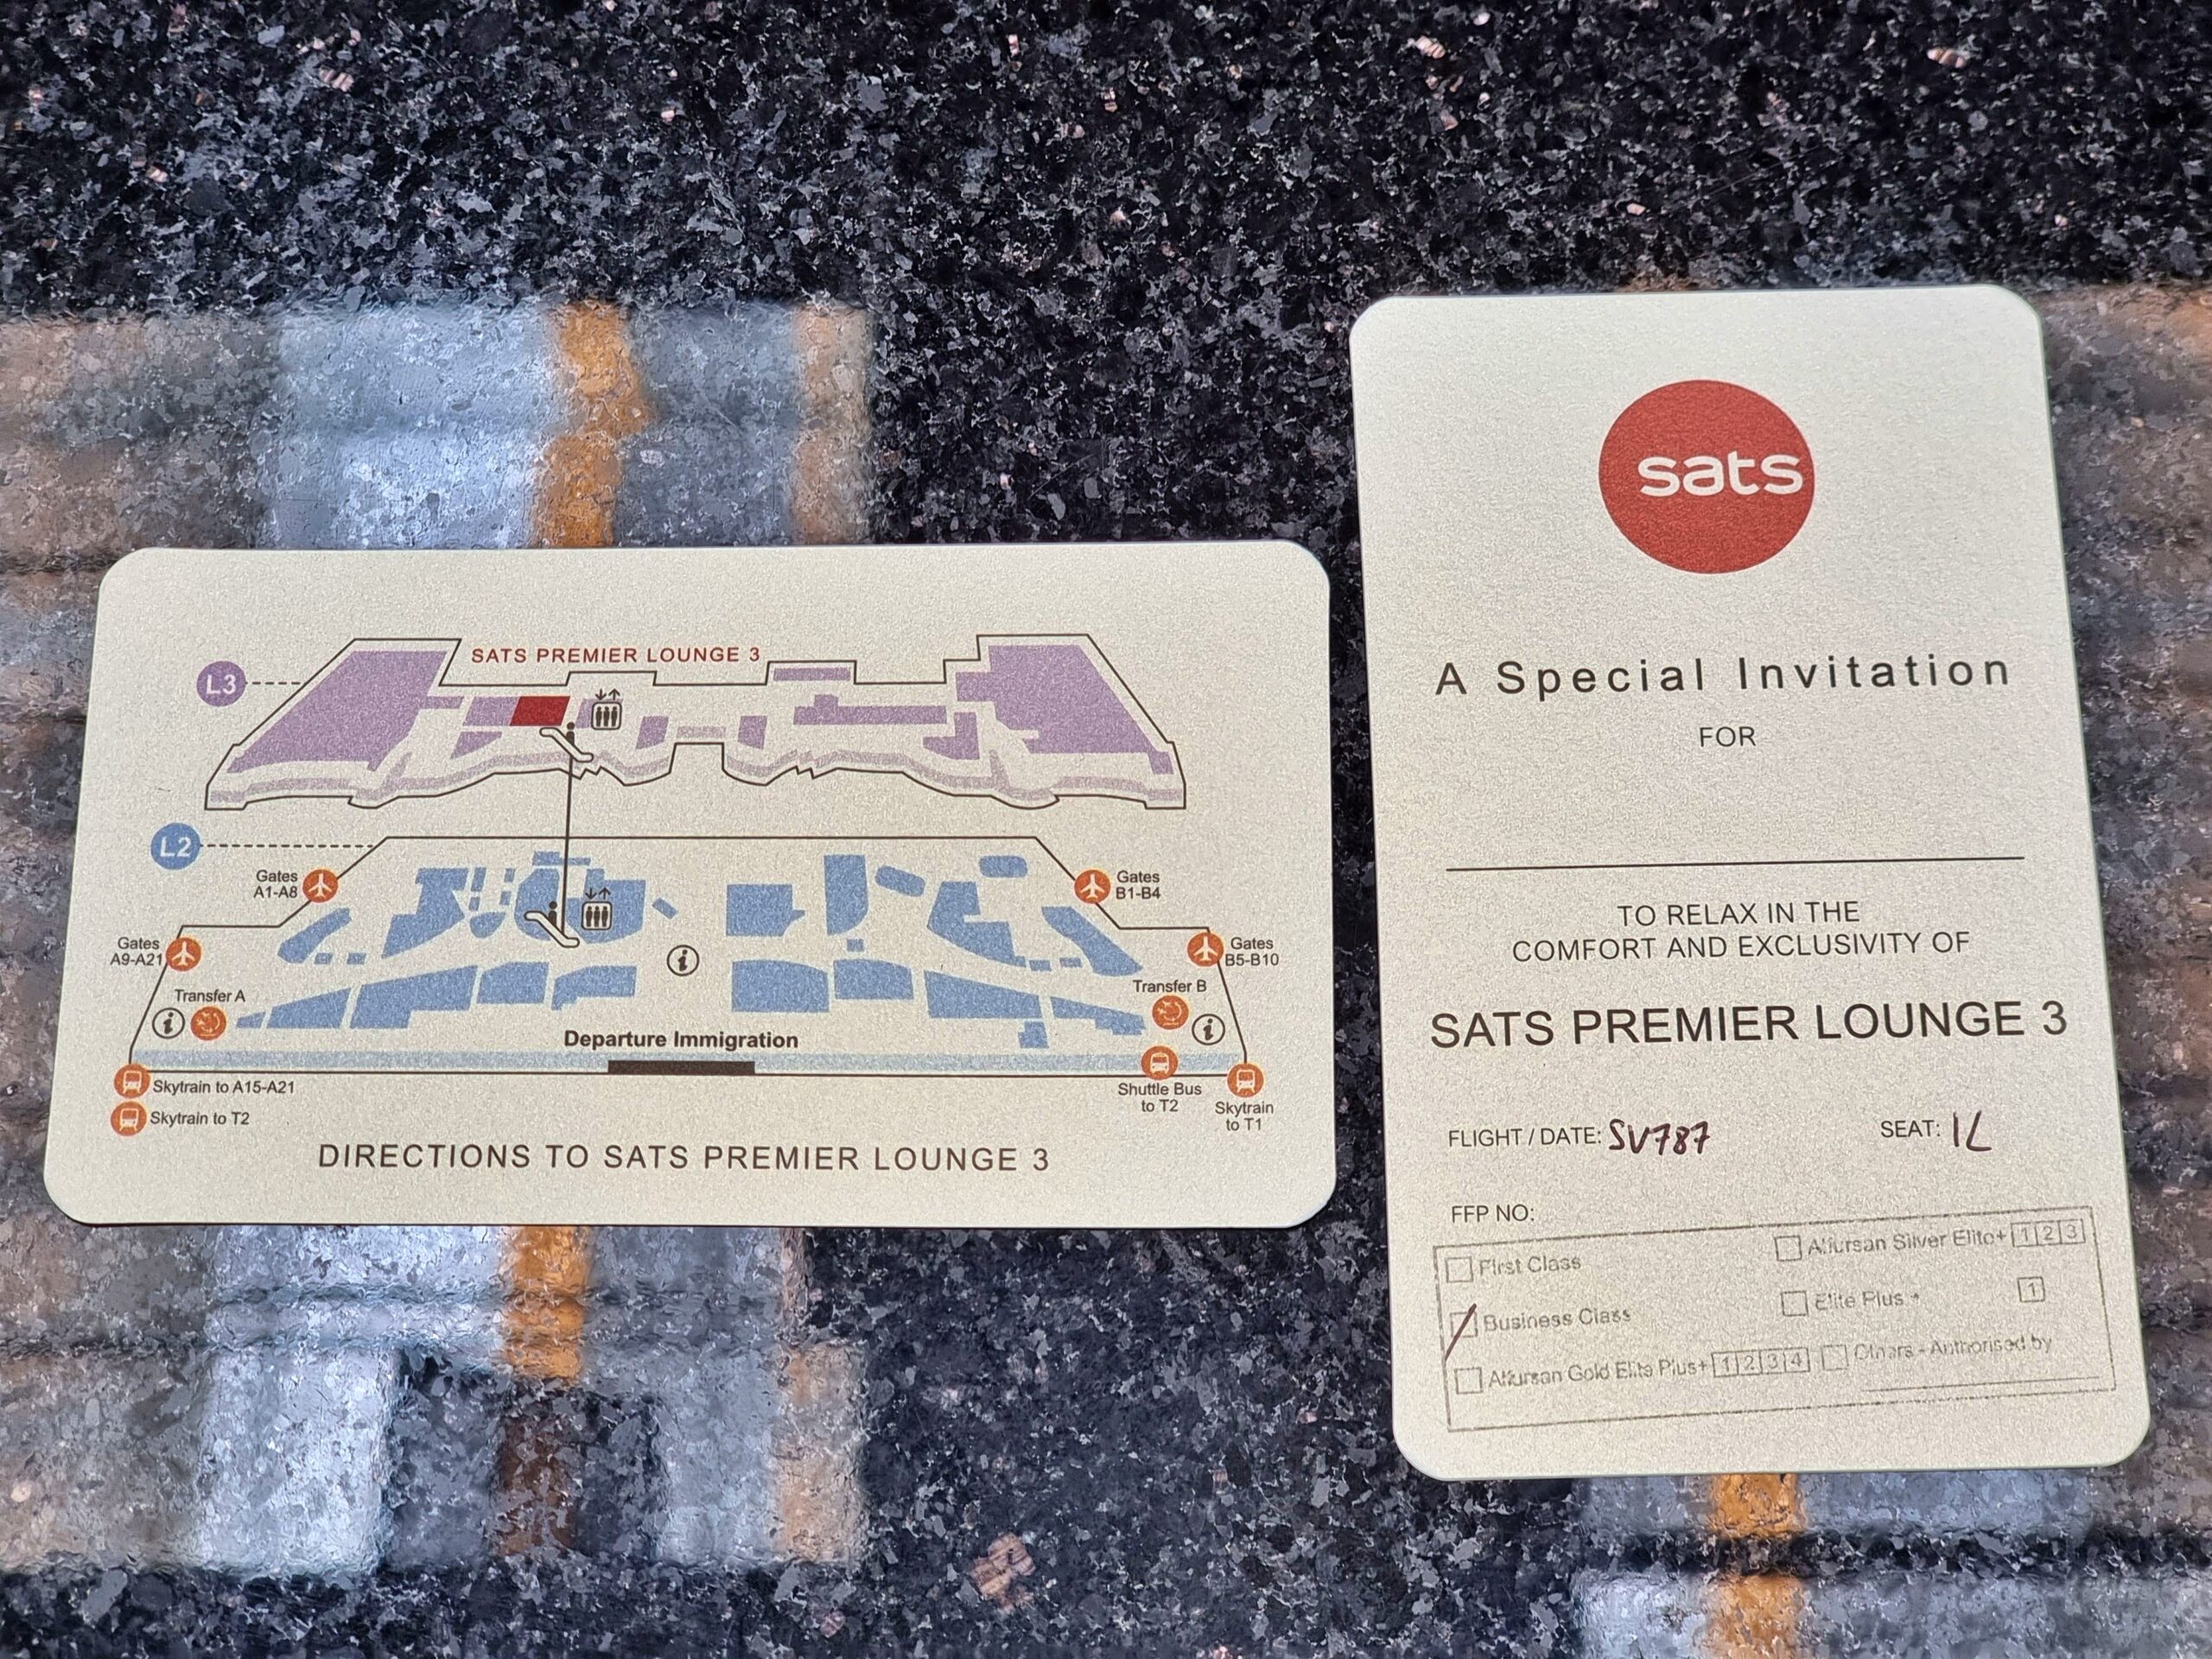 SATS PREMIER LOUNGE 3
L3
L2
Gates
A1-A8
Gates
B1-B4
Gates
A9-A21
Gates
B5-B10
Transfer A
Transfer B
Departure Immigration
Skytrain to A15-A21
Skytrain to T2
Shuttle Bus
to T2
Skytrain
to T1
DIRECTIONS TO SATS PREMIER LOUNGE 3
sats
A Special Invitation
FOR
TO RELAX IN THE
COMFORT AND EXCLUSIVITY OF
SATS PREMIER LOUNGE 3
FLIGHT / DATE: SV787 SEAT: 1L
FFP NO:
First Class
Alfursan Silver Elite+ 1 2 3
Business Class
Elite Plus + 1
Alfursan Gold Elite Plus+ 1 2 3 4
Others - Authorised by